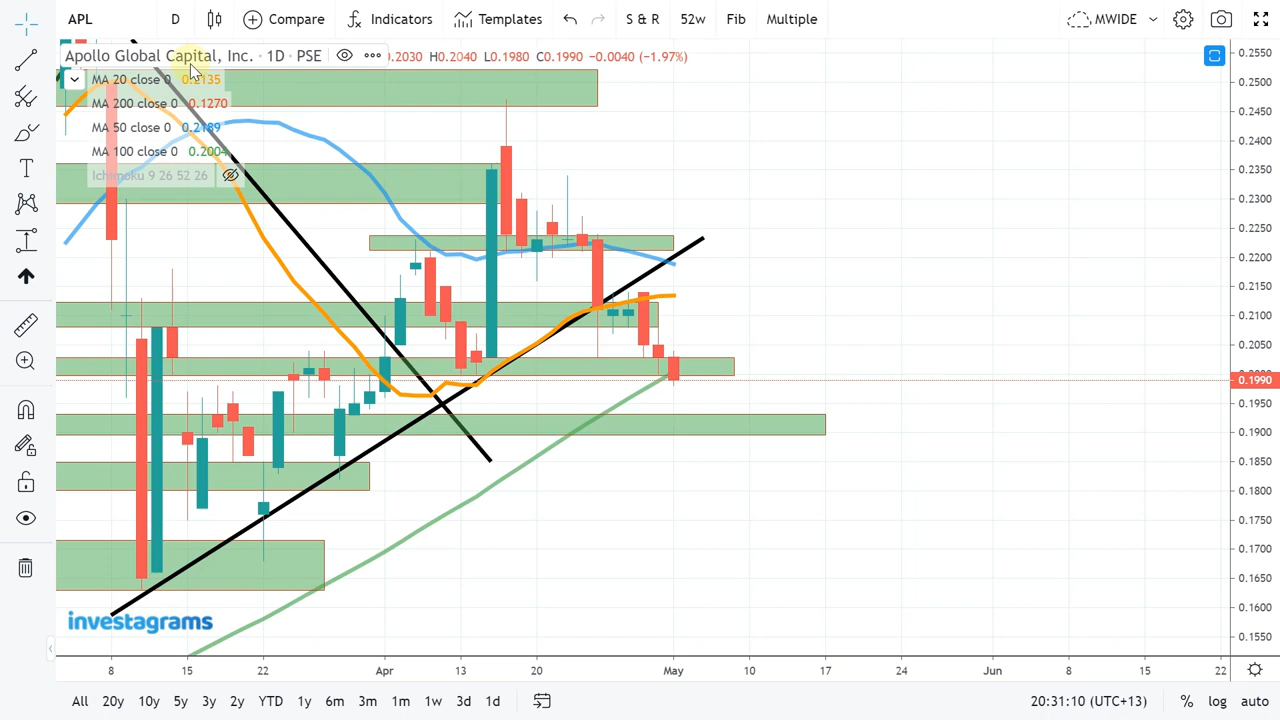 APL D Compare Indicators Templates S & R 52w Fib Multiple MWIDE
Apollo Global Capital, Inc. · 1D · PSE 0.2030 H0.2040 L0.1980 C0.1990 −0.0040 (−1.97%)
MA 20 close 0 0.2135
MA 200 close 0 0.1270
MA 50 close 0 0.2189
MA 100 close 0 0.2004
Ichimoku 9 26 52 26
0.2550
0.2500
0.2450
0.2400
0.2350
0.2300
0.2250
0.2200
0.2150
0.2100
0.2050
0.1990
0.1950
0.1900
0.1850
0.1800
0.1750
0.1700
0.1650
0.1600
0.1550
investagrams
8 15 22 Apr 13 20 May 10 17 24 Jun 8 15 22
All 20y 10y 5y 3y 2y YTD 1y 6m 3m 1m 1w 3d 1d 20:31:10 (UTC+13) % log auto